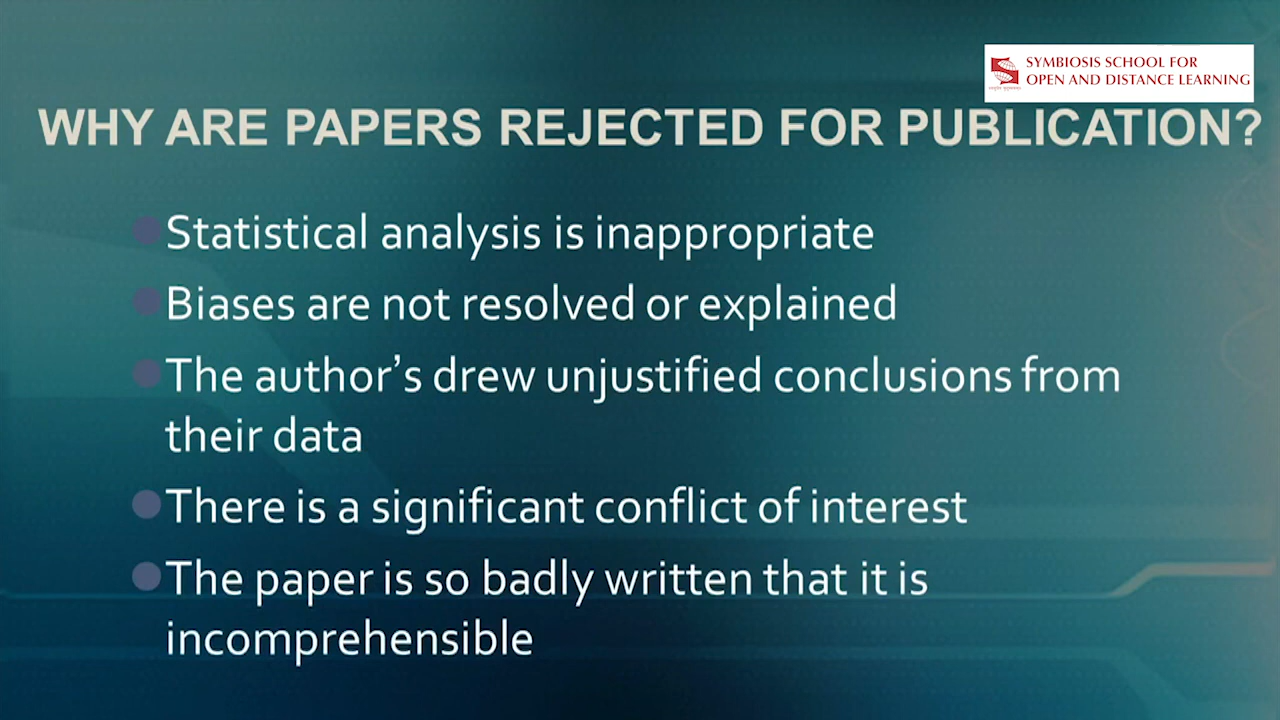 SYMBIOSIS SCHOOL FOR
OPEN AND DISTANCE LEARNING
WHY ARE PAPERS REJECTED FOR PUBLICATION?
Statistical analysis is inappropriate
Biases are not resolved or explained
The author’s drew unjustified conclusions from
their data
There is a significant conflict of interest
The paper is so badly written that it is
incomprehensible